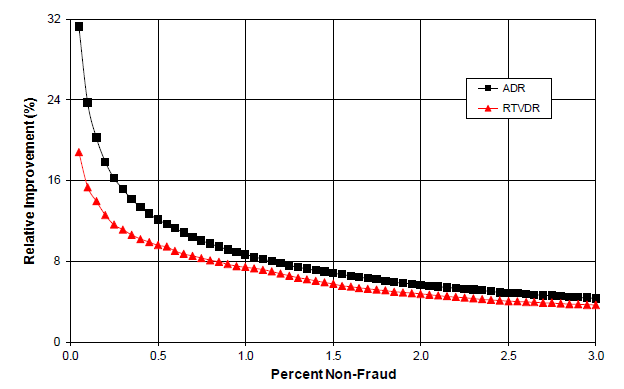 32
24
16
8
0
Relative Improvement (%)
ADR
RTVDR
0.0 0.5 1.0 1.5 2.0 2.5 3.0
Percent Non-Fraud